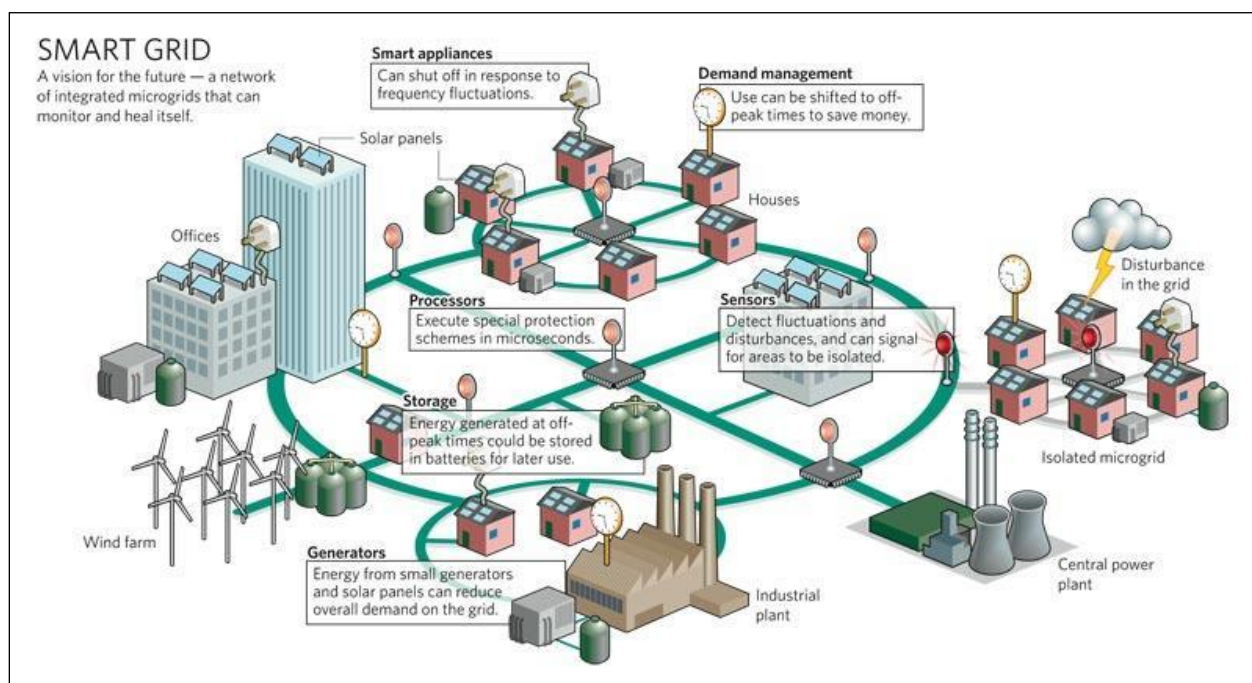 SMART GRID
A vision for the future — a network
of integrated microgrids that can
monitor and heal itself.
Smart appliances
Can shut off in response to
frequency fluctuations.
Demand management
Use can be shifted to off-
peak times to save money.
Solar panels
Houses
Offices
Disturbance
in the grid
Processors
Execute special protection
schemes in microseconds.
Sensors
Detect fluctuations and
disturbances, and can signal
for areas to be isolated.
Storage
Energy generated at off-
peak times could be stored
in batteries for later use.
Isolated microgrid
Wind farm
Generators
Energy from small generators
and solar panels can reduce
overall demand on the grid.
Industrial
plant
Central power
plant